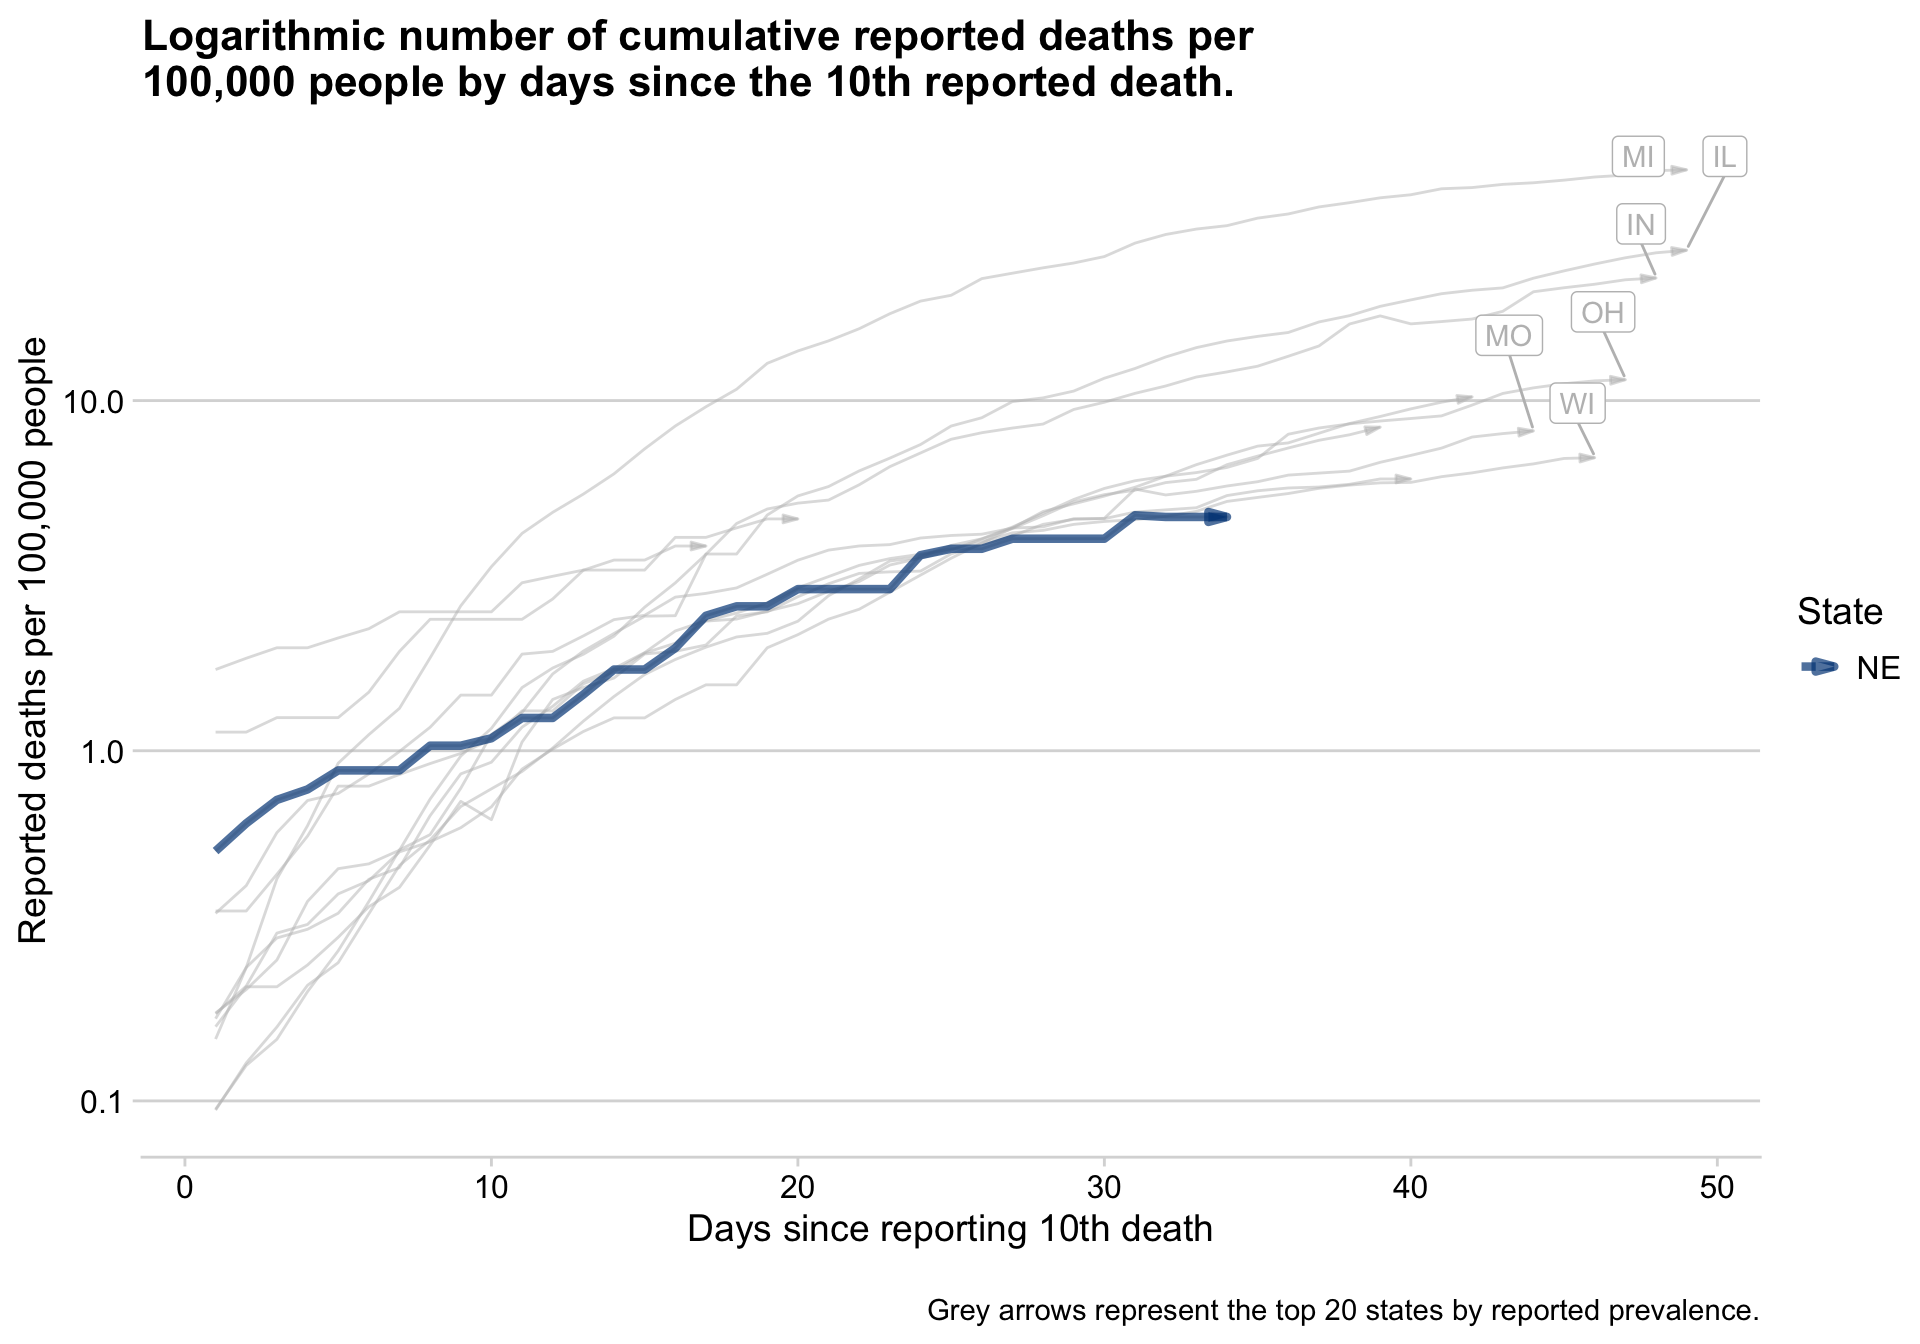 Logarithmic number of cumulative reported deaths per
100,000 people by days since the 10th reported death.
MI
IL
IN
OH
MO
WI
Reported deaths per 100,000 people
10.0
1.0
0.1
State
NE
0
10
20
30
40
50
Days since reporting 10th death
Grey arrows represent the top 20 states by reported prevalence.